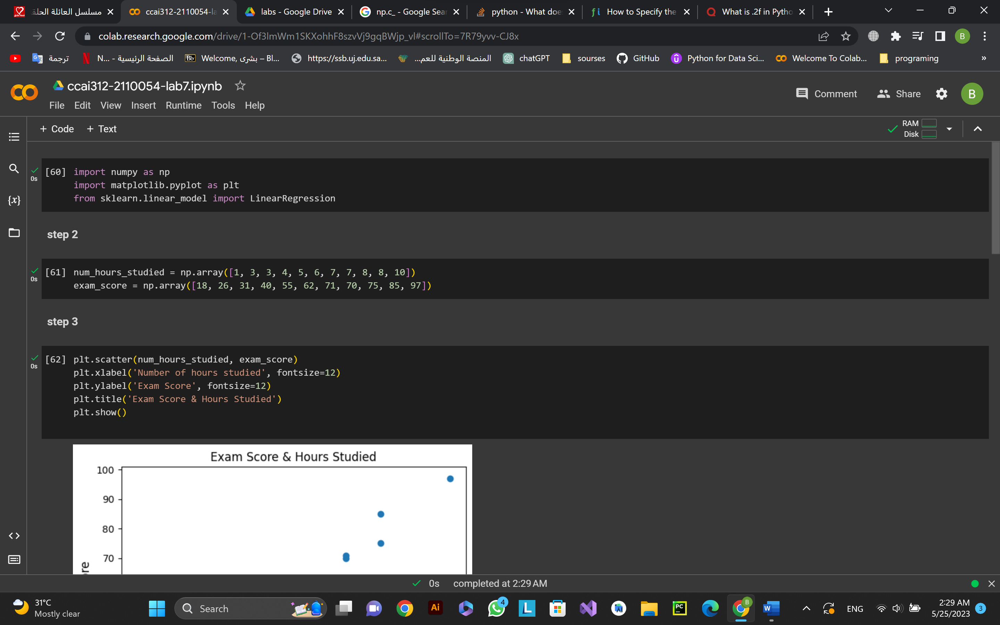 مسلسل العائلة الحلقة
ccai312-2110054-la
labs - Google Drive
np.c_ - Google Sear
python - What does
How to Specify the
What is .2f in Pytho
colab.research.google.com/drive/1-Of3lmWm1SKXohhF8szvVj9gqBWjp_vl#scrollTo=7R79yvv-CJ8x
B
ترجمة
N... - الصفحة الرئيسية
Bb Welcome, بشرى – Bl...
https://ssb.uj.edu.sa...
المنصة الوطنية للعم...
chatGPT
sourses
GitHub
Python for Data Sci...
Welcome To Colab...
programing
»
ccai312-2110054-lab7.ipynb
Comment
Share
B
File Edit View Insert Runtime Tools Help
+ Code + Text
RAM
Disk
{x}
[60] import numpy as np
0s
import matplotlib.pyplot as plt
from sklearn.linear_model import LinearRegression
step 2
[61] num_hours_studied = np.array([1, 3, 3, 4, 5, 6, 7, 7, 8, 8, 10])
0s
exam_score = np.array([18, 26, 31, 40, 55, 62, 71, 70, 75, 85, 97])
step 3
[62] plt.scatter(num_hours_studied, exam_score)
0s
plt.xlabel('Number of hours studied', fontsize=12)
plt.ylabel('Exam Score', fontsize=12)
plt.title('Exam Score & Hours Studied')
plt.show()
Exam Score & Hours Studied
100
90
80
70
ore
0s completed at 2:29 AM
31°C
Mostly clear
Search
Ai
4
L
PC
B
W
ENG
2:29 AM
5/25/2023
3